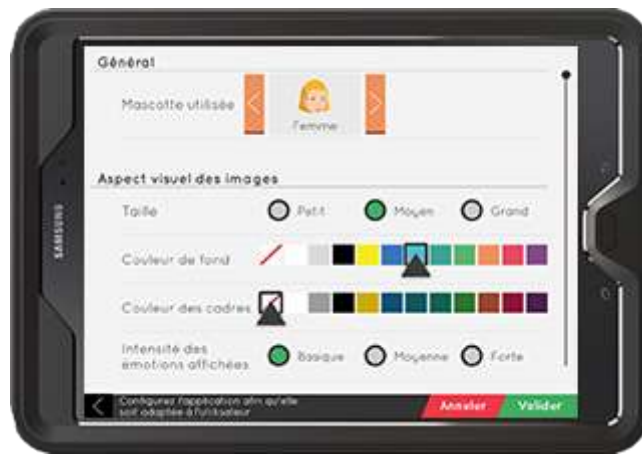 Général
Mascotte utilisée
Femme
Aspect visuel des images
Taille
Petit
Moyen
Grand
Couleur de fond
Couleur des cadres
Intensité des
émotions affichées
Basique
Moyenne
Forte
Configurez l'application afin qu'elle
soit adaptée à l'utilisateur
Annuler
Valider
SAMSUNG